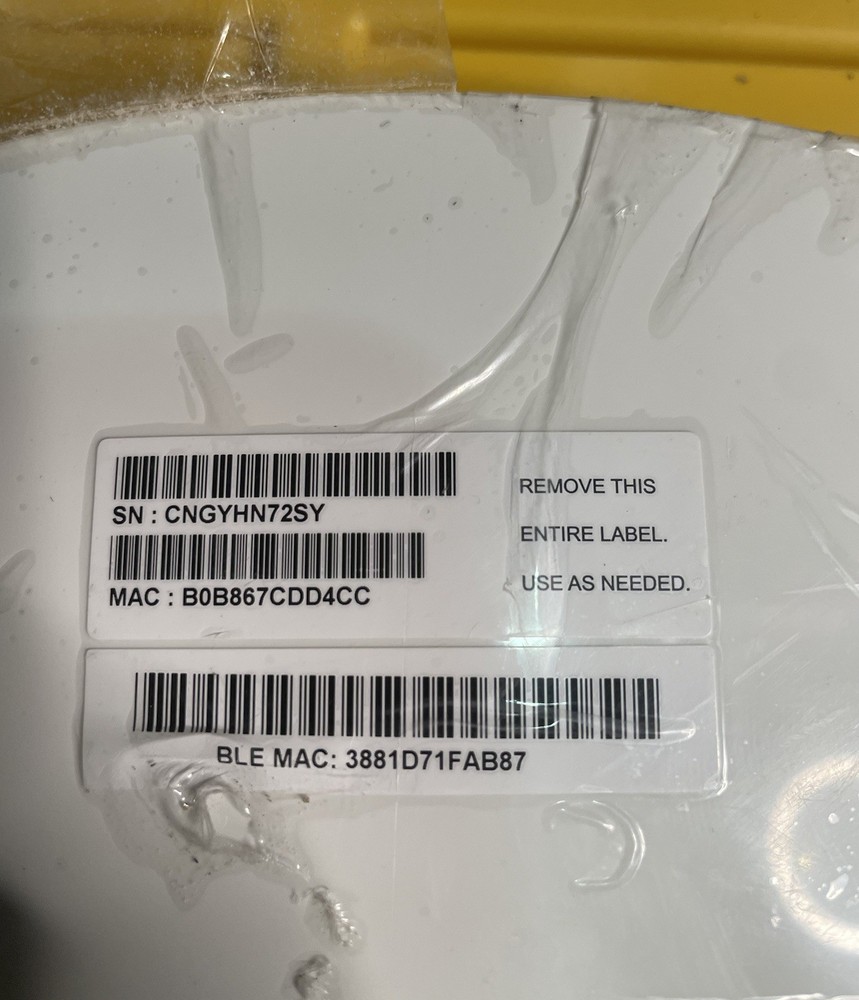 SN : CNGYHN72SY
MAC : B0B867CDD4CC
REMOVE THIS
ENTIRE LABEL.
USE AS NEEDED.
BLE MAC: 3881D71FAB87